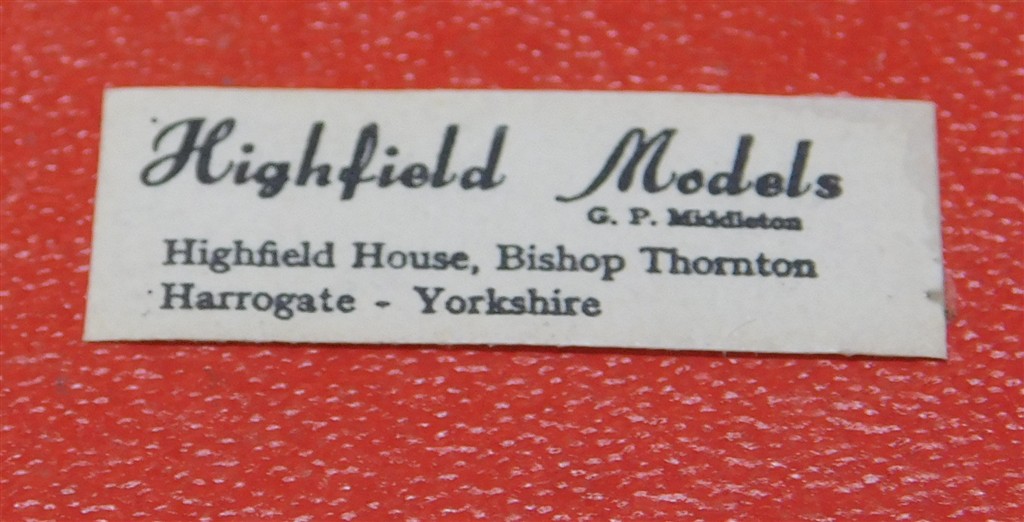 Highfield Models
G. P. Middleton
Highfield House, Bishop Thornton
Harrogate - Yorkshire